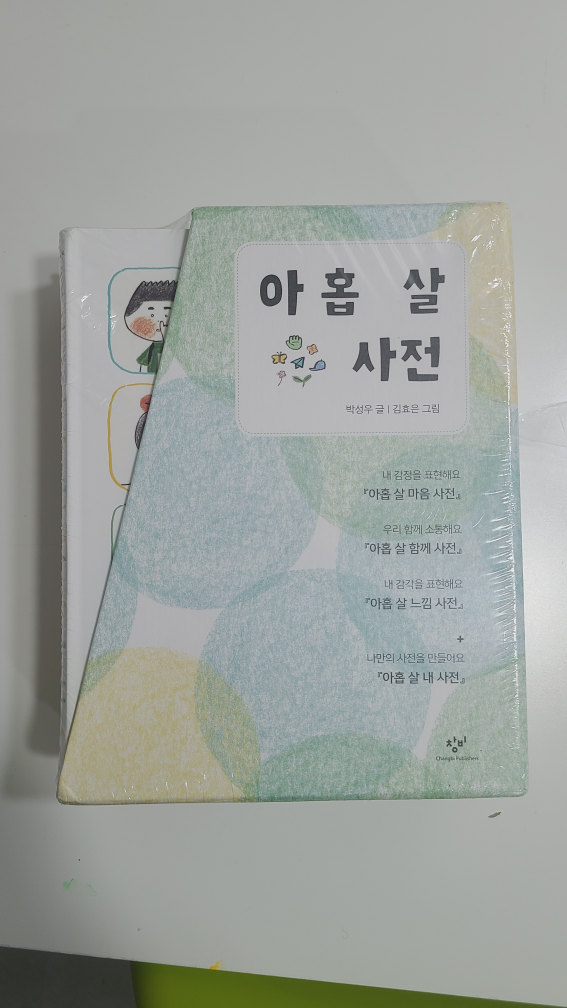 아홉 살
사전
박성우 글 | 김효은 그림
내 감정을 표현해요
『아홉 살 마음 사전』
우리 함께 소통해요
『아홉 살 함께 사전』
내 감각을 표현해요
『아홉 살 느낌 사전』
+
나만의 사전을 만들어요
『아홉 살 내 사전』
창비
Changbi Publishers